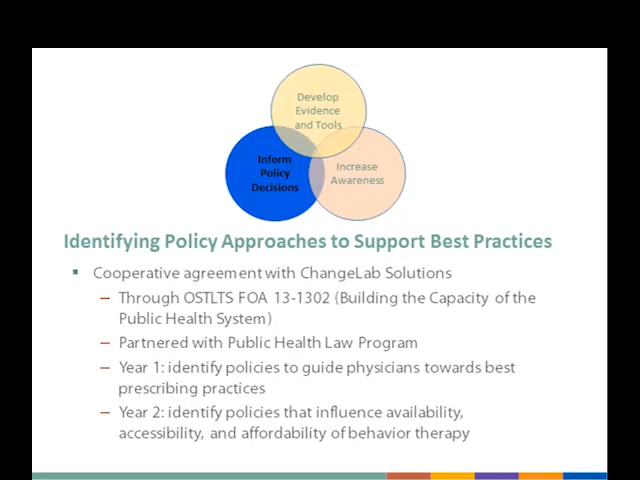 Develop
Evidence
and Tools
Inform
Policy
Decisions
Increase
Awareness
Identifying Policy Approaches to Support Best Practices
Cooperative agreement with ChangeLab Solutions
– Through OSTLTS FOA 13-1302 (Building the Capacity of the
Public Health System)
– Partnered with Public Health Law Program
– Year 1: identify policies to guide physicians towards best
prescribing practices
– Year 2: identify policies that influence availability,
accessibility, and affordability of behavior therapy